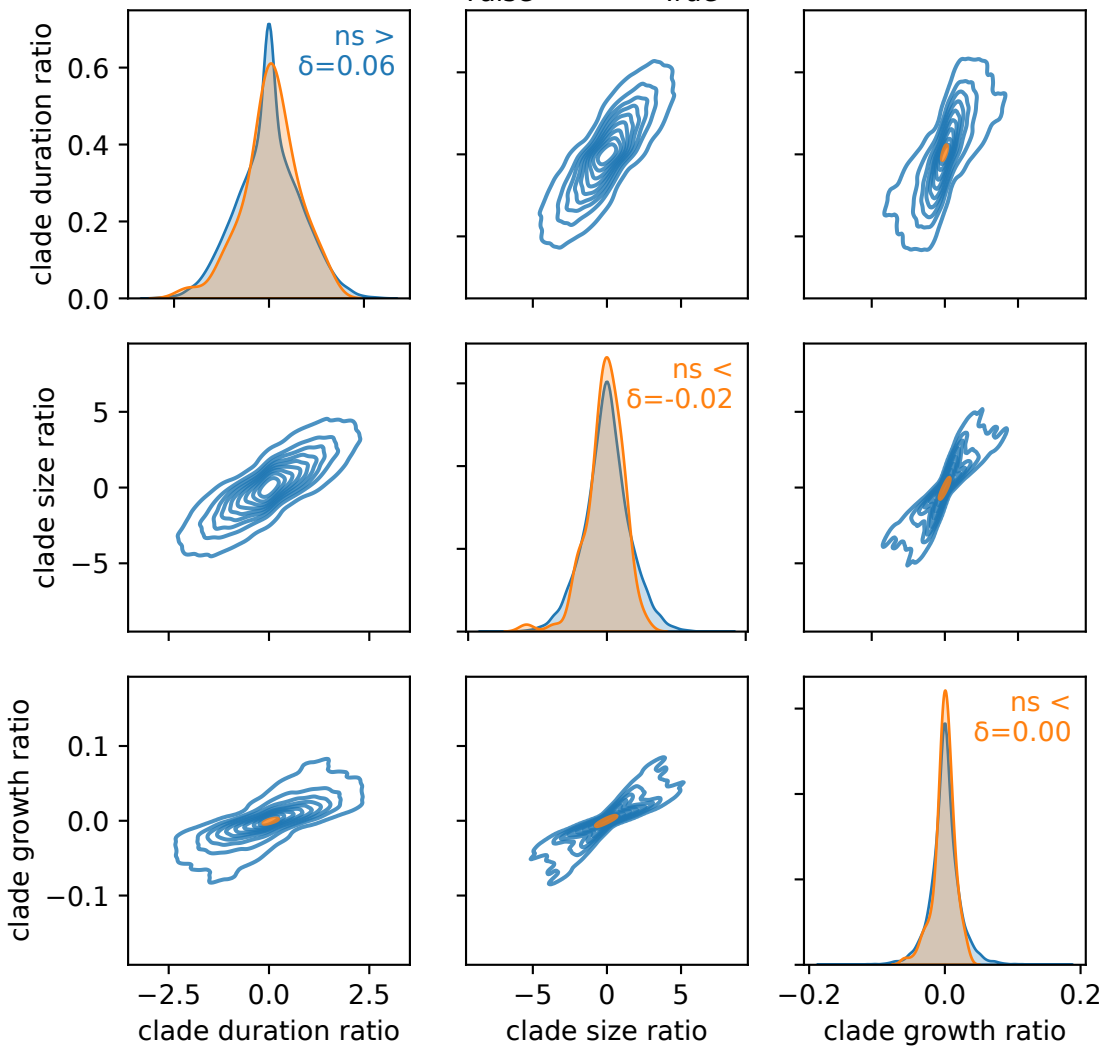 clade duration ratio
0.6
0.4
0.2
0.0
ns >
δ=0.06
clade size ratio
5
0
−5
ns <
δ=-0.02
clade growth ratio
0.1
0.0
−0.1
ns <
δ=0.00
−2.5 0.0 2.5
clade duration ratio
−5 0 5
clade size ratio
−0.2 0.0 0.2
clade growth ratio